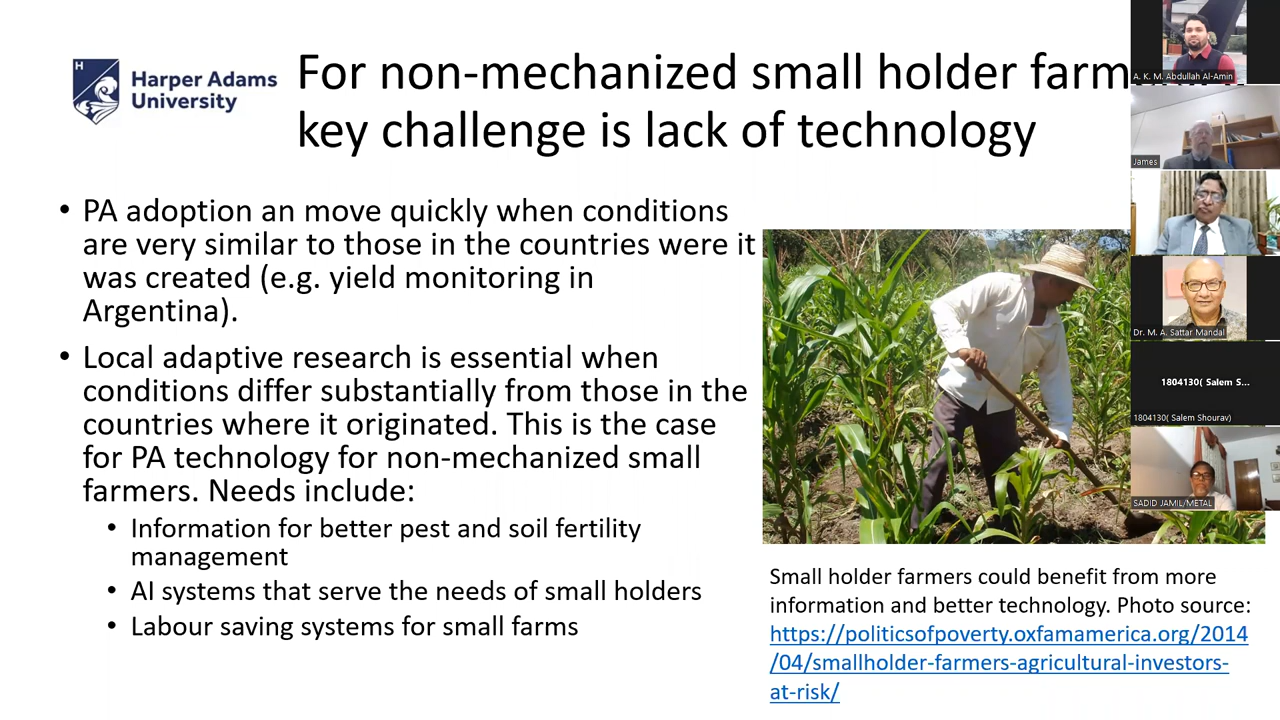 H
Harper Adams
University
For non-mechanized small holder farm
key challenge is lack of technology
• PA adoption an move quickly when conditions
are very similar to those in the countries were it
was created (e.g. yield monitoring in
Argentina).
• Local adaptive research is essential when
conditions differ substantially from those in the
countries where it originated. This is the case
for PA technology for non-mechanized small
farmers. Needs include:
• Information for better pest and soil fertility
management
• AI systems that serve the needs of small holders
• Labour saving systems for small farms
Small holder farmers could benefit from more
information and better technology. Photo source:
https://politicsofpoverty.oxfamamerica.org/2014
/04/smallholder-farmers-agricultural-investors-
at-risk/
A. K. M. Abdullah Al-Amin
James
Dr. M. A. Sattar Mandal
1804130( Salem S...
1804130( Salem Shourav)
SADID JAMIL/METAL